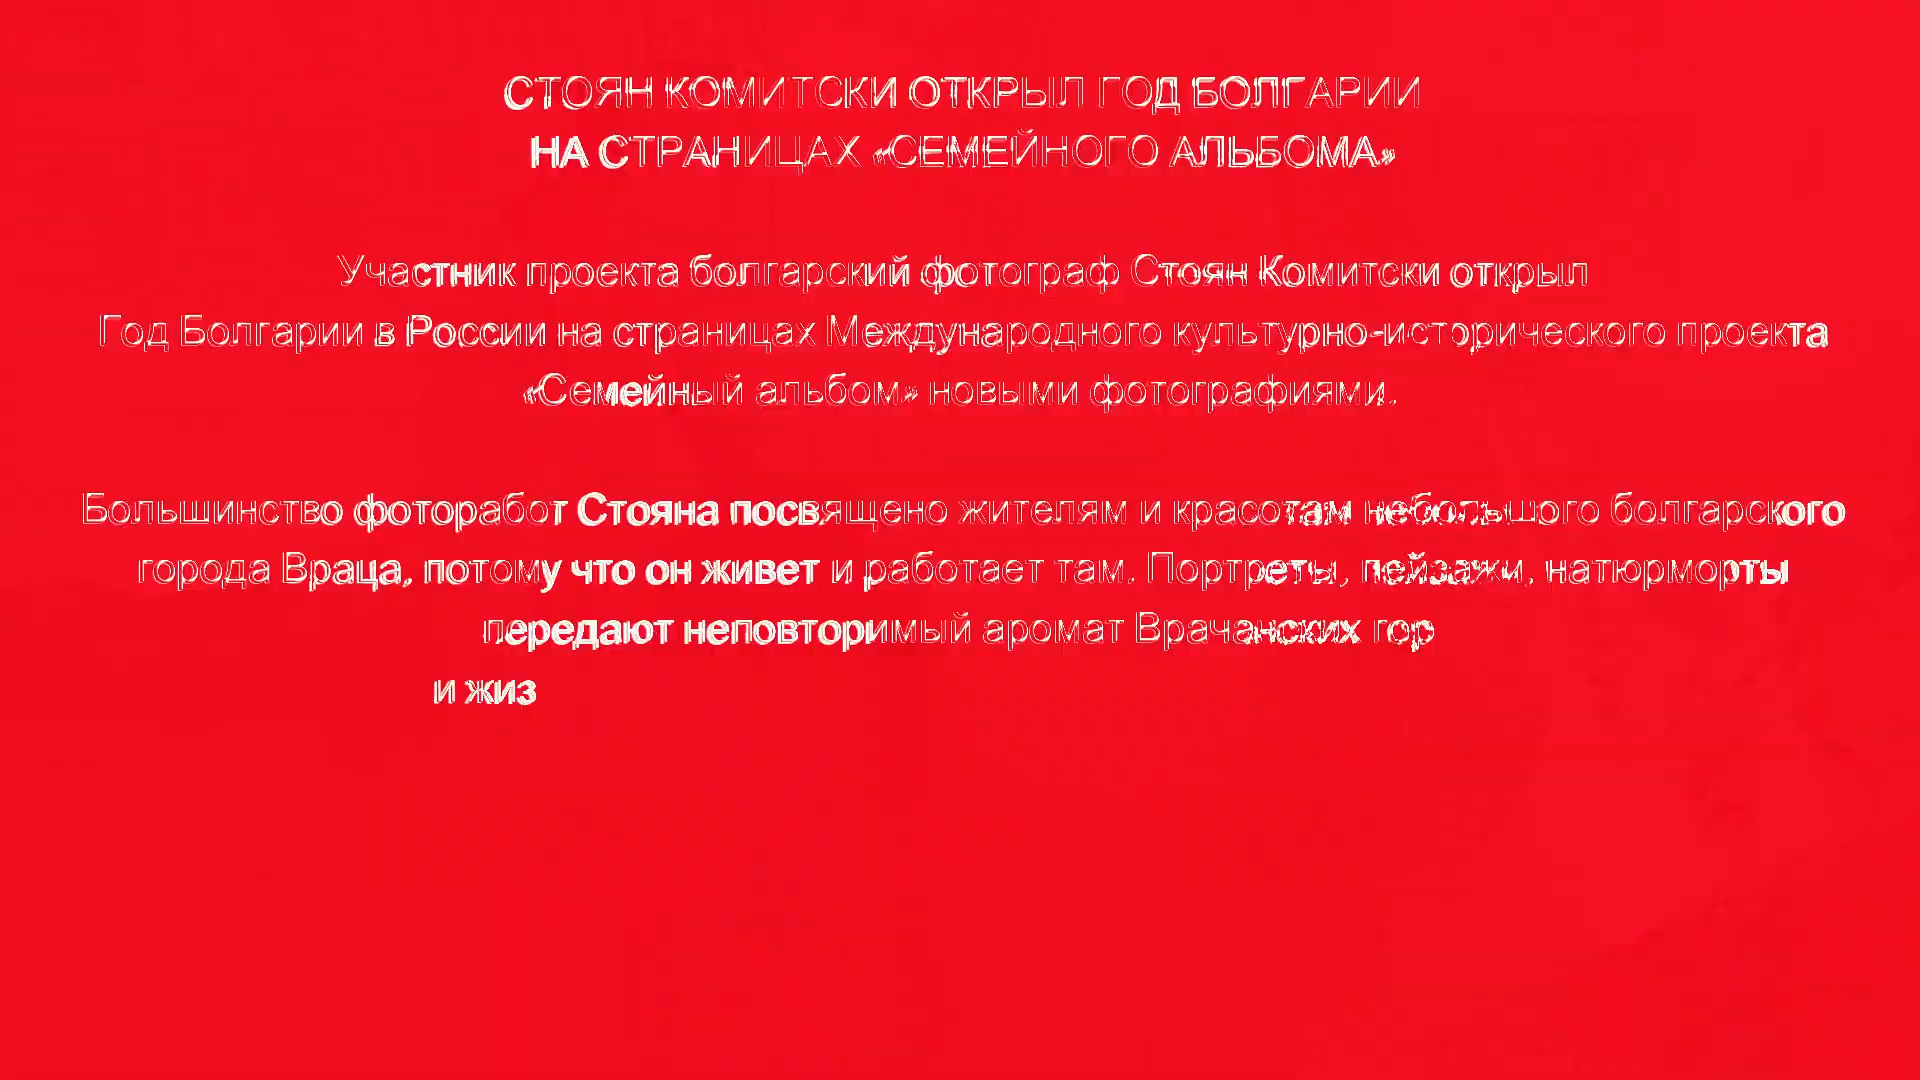 СТОЯН КОМИТСКИ ОТКРЫЛ ГОД БОЛГАРИИ
НА СТРАНИЦАХ «СЕМЕЙНОГО АЛЬБОМА»
Участник проекта болгарский фотограф Стоян Комитски открыл
Год Болгарии в России на страницах Международного культурно-исторического проекта
«Семейный альбом» новыми фотографиями.
Большинство фоторабот Стояна посвящено жителям и красотам небольшого болгарского
города Враца, потому что он живет и работает там. Портреты, пейзажи, натюрморты
передают неповторимый аромат Врачанских гор
и жиз